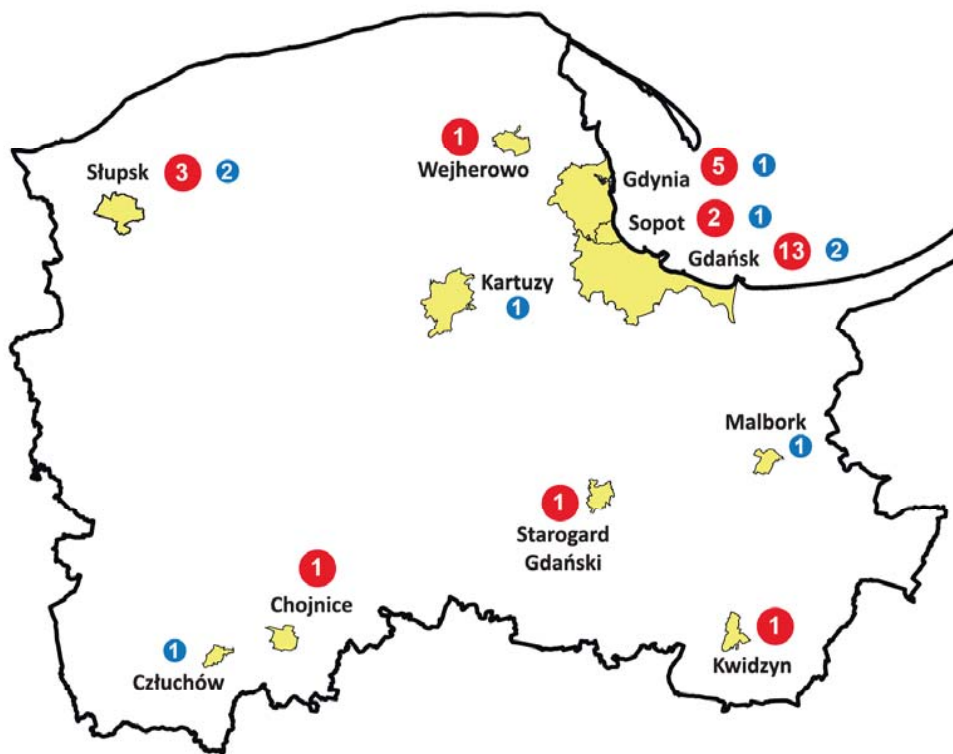 1
Wejherowo
Słupsk 3 2
Gdynia 5 1
Sopot 2 1
Gdańsk 13 2
Kartuzy
1
Malbork
1
1
Starogard
Gdański
1
Chojnice
1
Człuchów
1
Kwidzyn